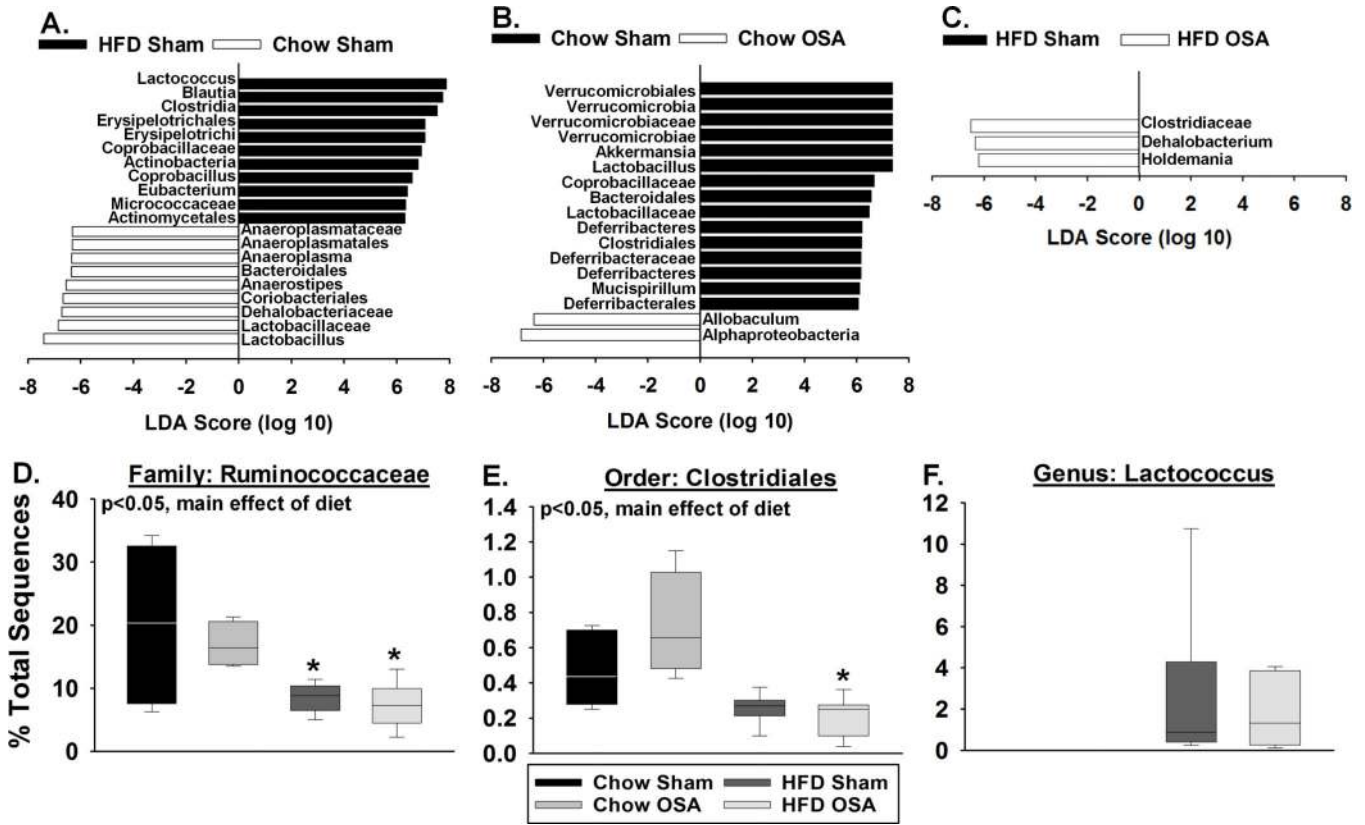 A.
HFD Sham Chow Sham
Lactococcus
Blautia
Clostridia
Erysipelotrichales
Erysipelotrichi
Coprobacillaceae
Actinobacteria
Coprobacillus
Eubacterium
Micrococcaceae
Actinomycetales
Anaeroplasmataceae
Anaeroplasmatales
Anaeroplasma
Bacteroidales
Anaerostipes
Coriobacteriales
Dehalobacteriaceae
Lactobacillaceae
Lactobacillus
-8 -6 -4 -2 0 2 4 6 8
LDA Score (log 10)
B.
Chow Sham Chow OSA
Verrucomicrobiales
Verrucomicrobia
Verrucomicrobiaceae
Verrucomicrobiae
Akkermansia
Lactobacillus
Coprobacillaceae
Bacteroidales
Lactobacillaceae
Deferribacteres
Clostridiales
Deferribacteraceae
Deferribacteres
Mucispirillum
Deferribacterales
Allobaculum
Alphaproteobacteria
-8 -6 -4 -2 0 2 4 6 8
LDA Score (log 10)
C.
HFD Sham HFD OSA
Clostridiaceae
Dehalobacterium
Holdemania
-8 -6 -4 -2 0 2 4 6 8
LDA Score (log 10)
D. Family: Ruminococcaceae
p<0.05, main effect of diet
% Total Sequences
40
30
20
10
0
* *
E. Order: Clostridiales
p<0.05, main effect of diet
1.4
1.2
1.0
0.8
0.6
0.4
0.2
0.0
*
F. Genus: Lactococcus
12
10
8
6
4
2
0
Chow Sham HFD Sham
Chow OSA HFD OSA